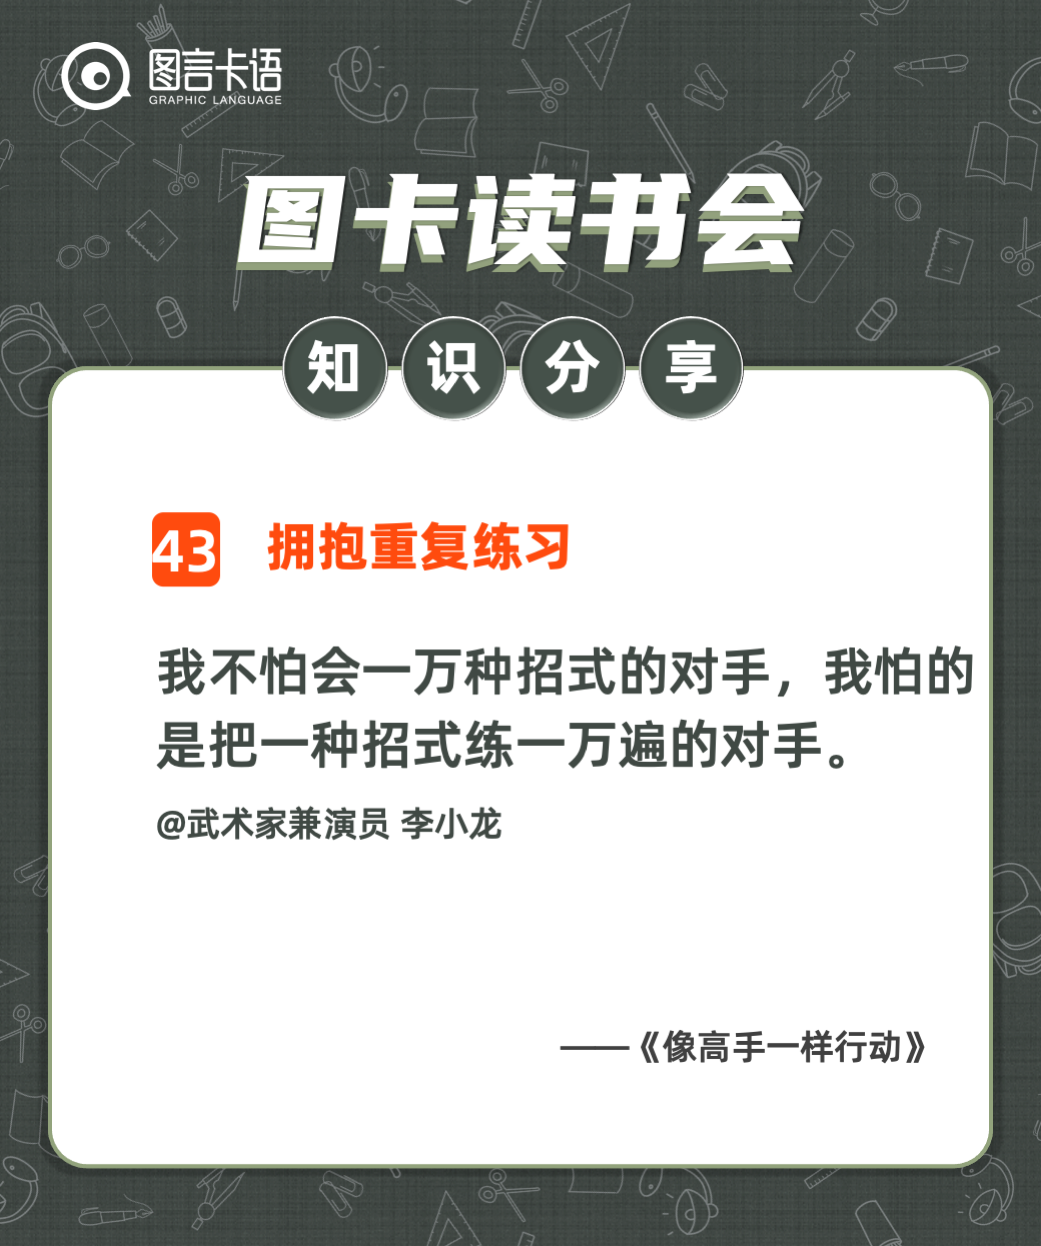 图言卡语
GRAPHIC LANGUAGE
图卡读书会
知识分享
43 拥抱重复练习
我不怕会一万种招式的对手，我怕的
是把一种招式练一万遍的对手。
@武术家兼演员 李小龙
——《像高手一样行动》